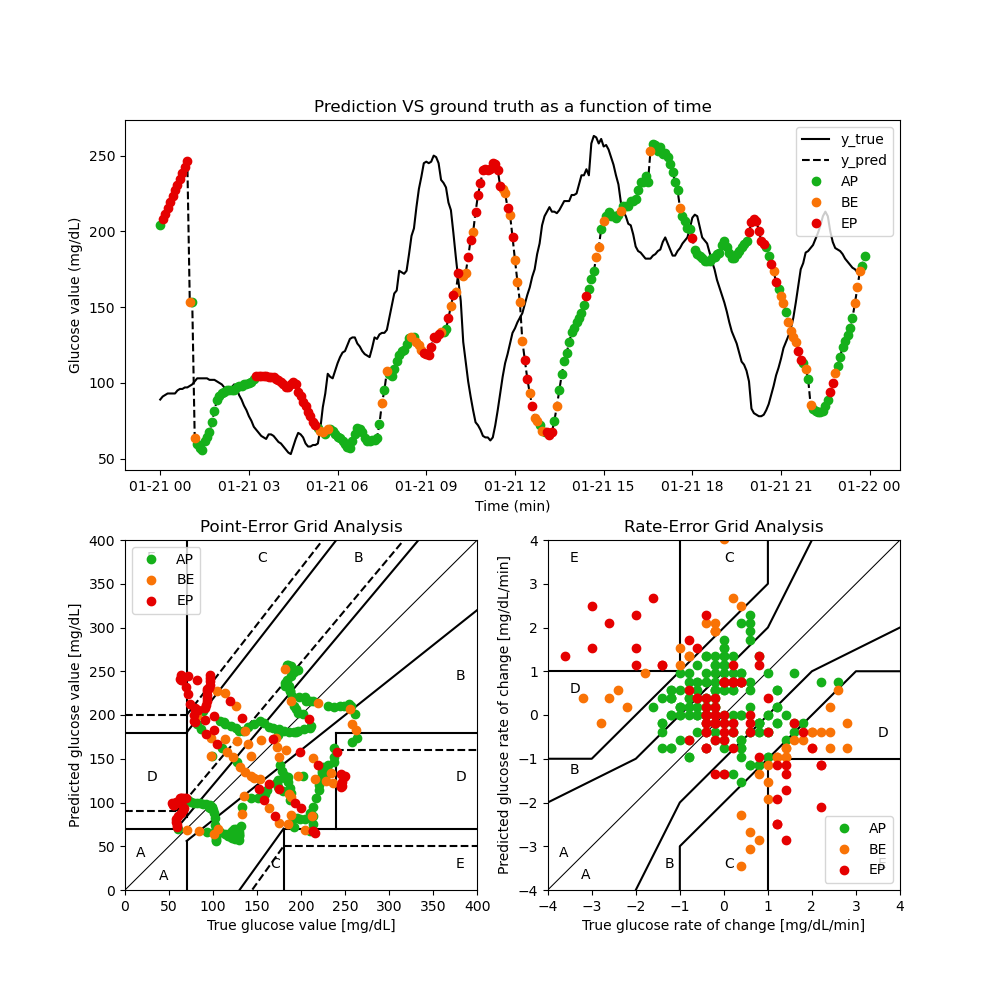 Prediction VS ground truth as a function of time
Glucose value (mg/dL)
250
200
150
100
50
y_true
y_pred
AP
BE
EP
01-21 00 01-21 03 01-21 06 01-21 09 01-21 12 01-21 15 01-21 18 01-21 21 01-22 00
Time (min)
Point-Error Grid Analysis
Predicted glucose value [mg/dL]
400
350
300
250
200
150
100
50
0
AP
BE
EP
E C B
B
D D
A
A
C E
0 50 100 150 200 250 300 350 400
True glucose value [mg/dL]
Rate-Error Grid Analysis
Predicted glucose rate of change [mg/dL/min]
4
3
2
1
0
−1
−2
−3
−4
E C
D
D
B
A
A
B C E
AP
BE
EP
−4 −3 −2 −1 0 1 2 3 4
True glucose rate of change [mg/dL/min]